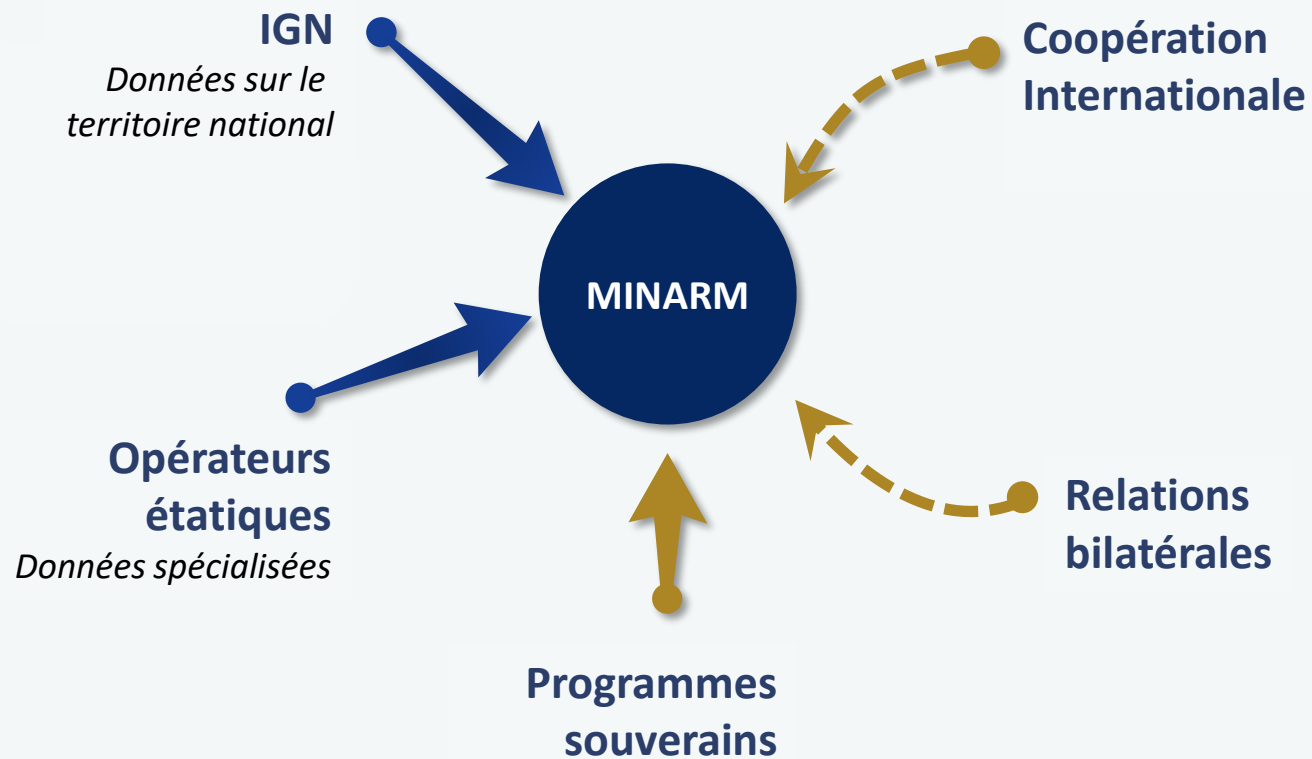 IGN
Données sur le
territoire national
Coopération
Internationale
MINARM
Opérateurs
étatiques
Données spécialisées
Relations
bilatérales
Programmes
souverains